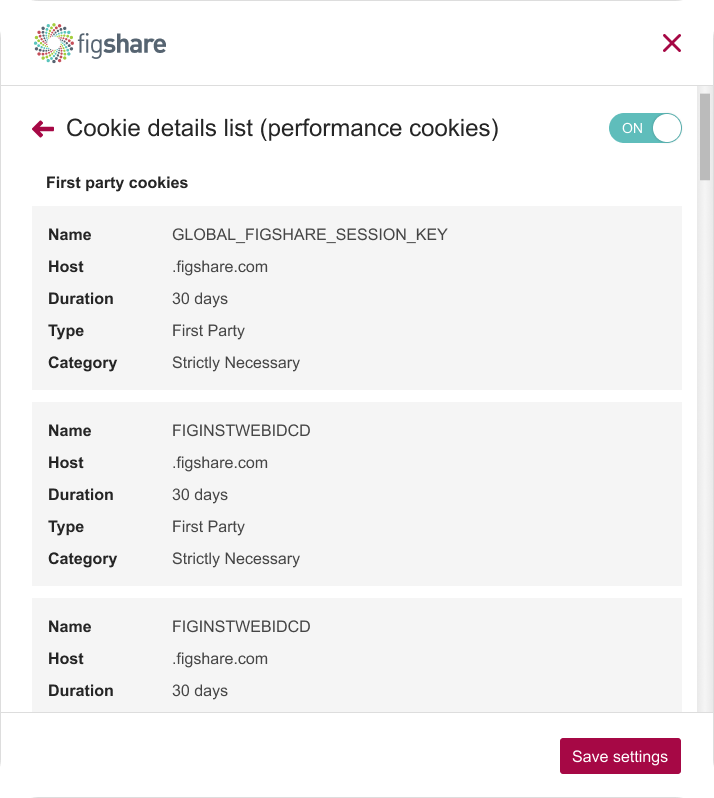 figshare
Cookie details list (performance cookies)
ON
First party cookies
Name GLOBAL_FIGSHARE_SESSION_KEY
Host .figshare.com
Duration 30 days
Type First Party
Category Strictly Necessary
Name FIGINSTWEBIDCD
Host .figshare.com
Duration 30 days
Type First Party
Category Strictly Necessary
Name FIGINSTWEBIDCD
Host .figshare.com
Duration 30 days
Save settings